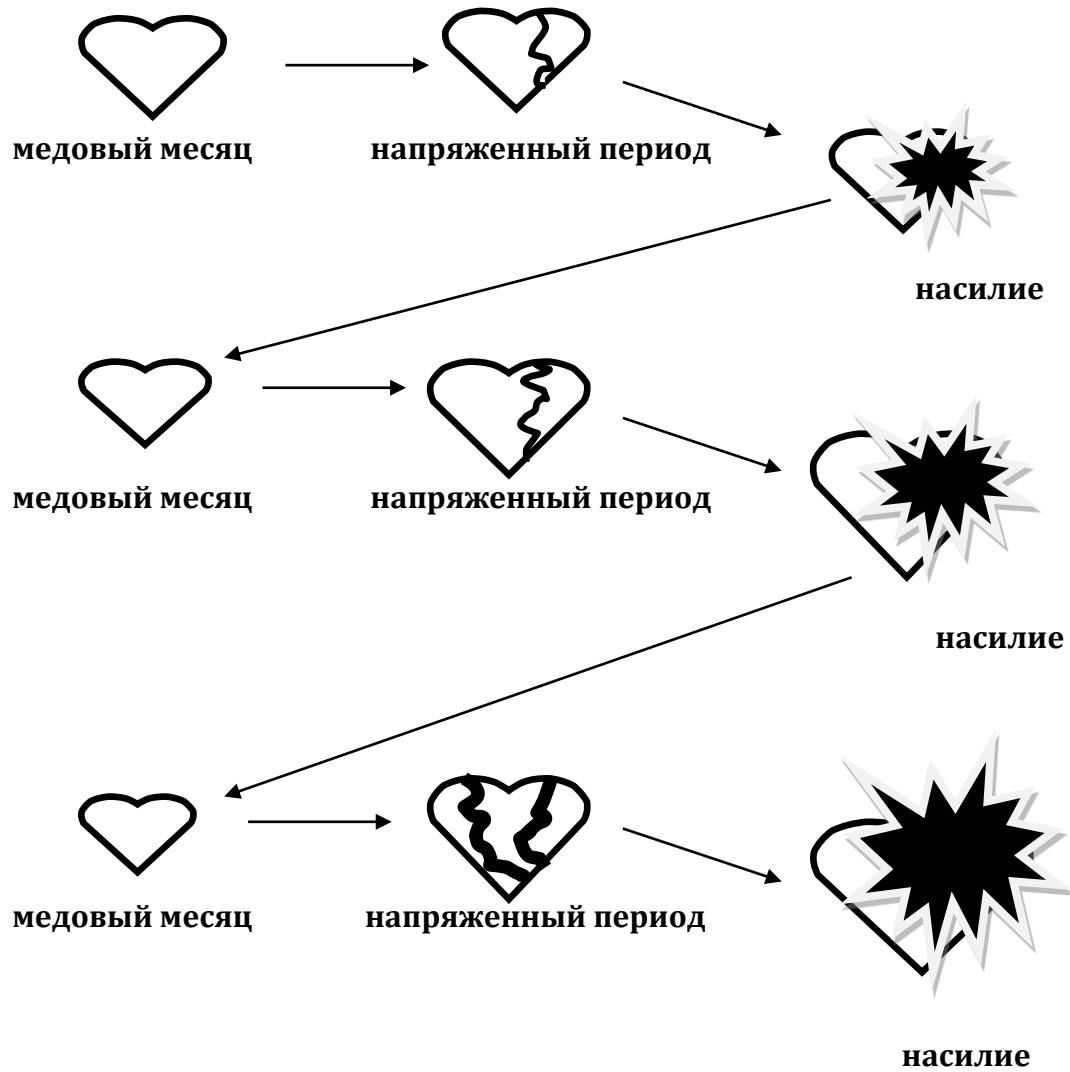 медовый месяц
напряженный период
насилие
медовый месяц
напряженный период
насилие
медовый месяц
напряженный период
насилие